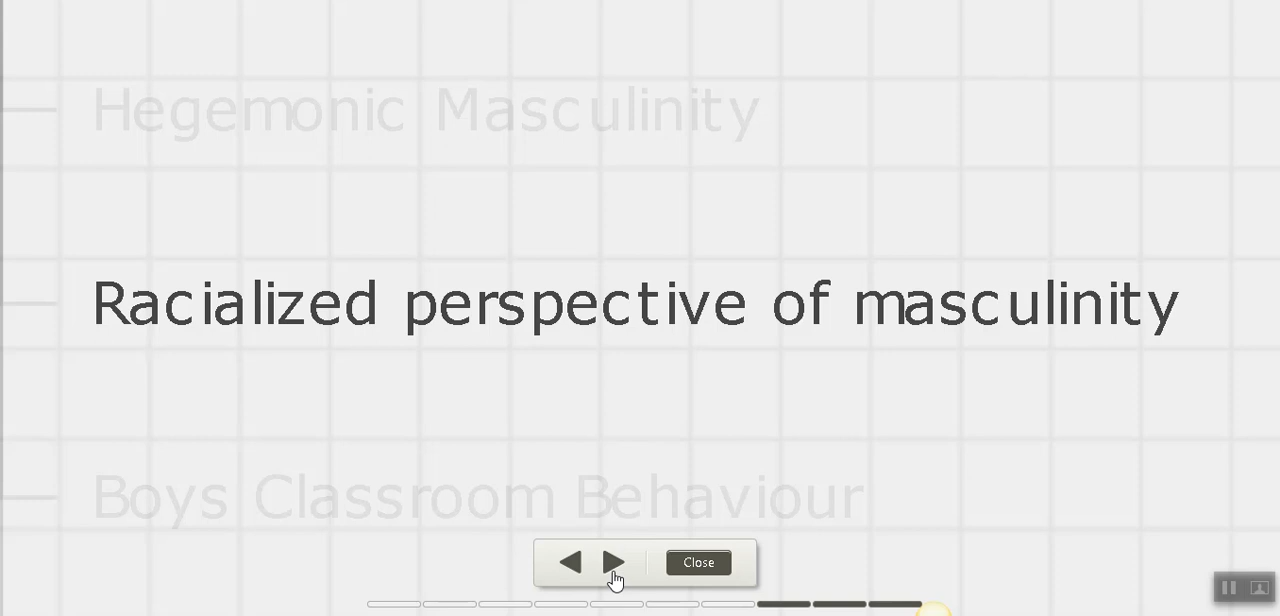 Hegemonic Masculinity
Racialized perspective of masculinity
Boys Classroom Behaviour
Close